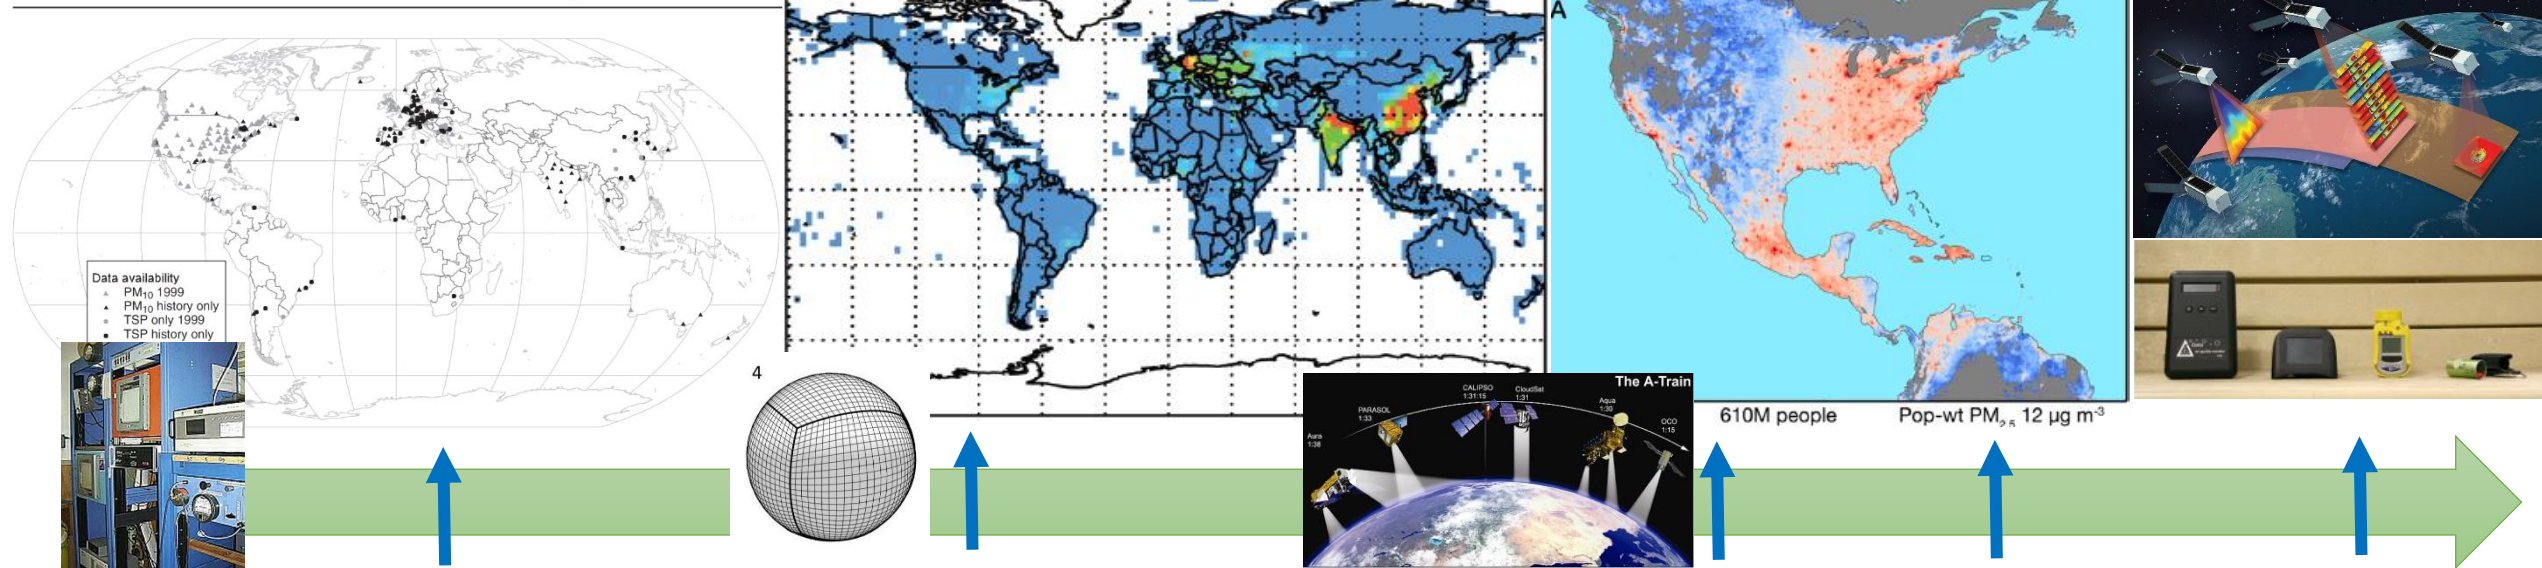 Data availability
PM10 1999
PM10 history only
TSP only 1999
TSP history only
4
A
The A-Train
CALIPSO
1:31:15
CloudSat
1:31
PARASOL
1:33
Aqua
1:30
Aura
1:38
OCO
1:15
610M people
Pop-wt PM2.5 12 µg m-3